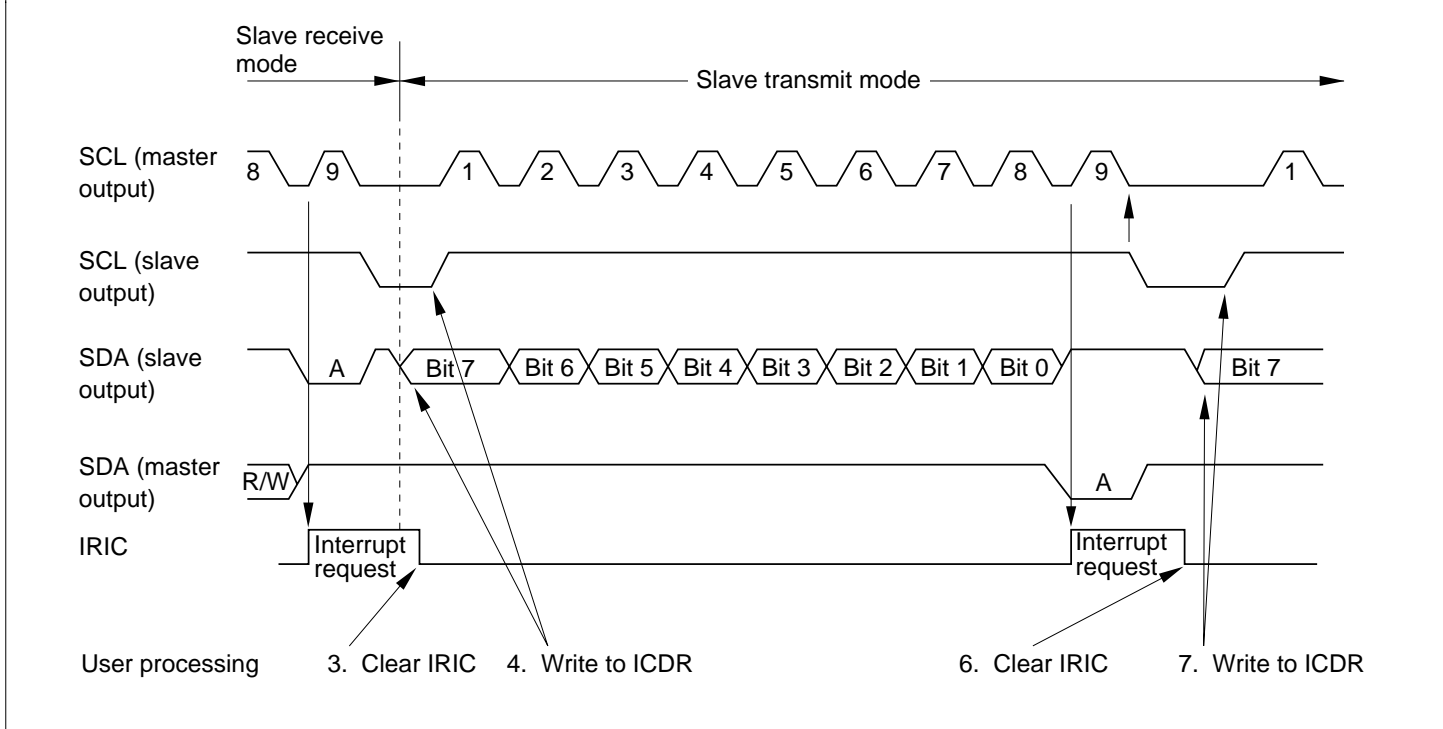 Slave receive
mode
Slave transmit mode
SCL (master
output)
8 9 1 2 3 4 5 6 7 8 9 1
SCL (slave
output)
SDA (slave
output)
A Bit 7 Bit 6 Bit 5 Bit 4 Bit 3 Bit 2 Bit 1 Bit 0 Bit 7
SDA (master
output)
R/W A
IRIC
Interrupt
request
Interrupt
request
User processing 3. Clear IRIC 4. Write to ICDR 6. Clear IRIC 7. Write to ICDR